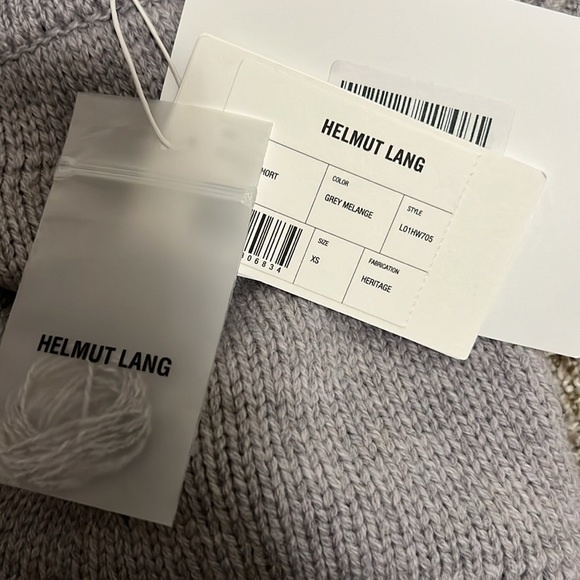 HELMUT LANG
HORT
COLOR
GREY MELANGE
STYLE
L01HW705
06834
SIZE
XS
FABRICATION
HERITAGE
HELMUT LANG